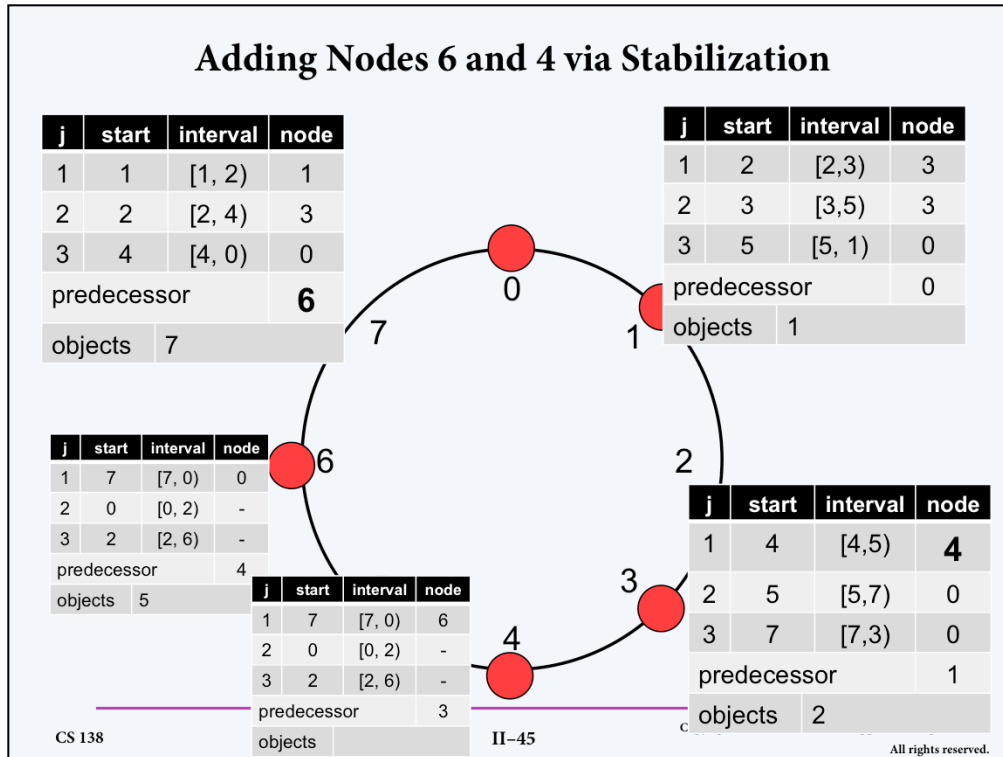 Adding Nodes 6 and 4 via Stabilization
j start interval node
1 1 [1, 2) 1
2 2 [2, 4) 3
3 4 [4, 0) 0
predecessor 6
objects 7
j start interval node
1 2 [2,3) 3
2 3 [3,5) 3
3 5 [5, 1) 0
predecessor 0
objects 1
0
1
7
6
2
3
4
j start interval node
1 7 [7, 0) 0
2 0 [0, 2) -
3 2 [2, 6) -
predecessor 4
objects 5
j start interval node
1 4 [4,5) 4
2 5 [5,7) 0
3 7 [7,3) 0
predecessor 1
objects 2
j start interval node
1 7 [7, 0) 6
2 0 [0, 2) -
3 2 [2, 6) -
predecessor 3
objects
CS 138
II–45
All rights reserved.